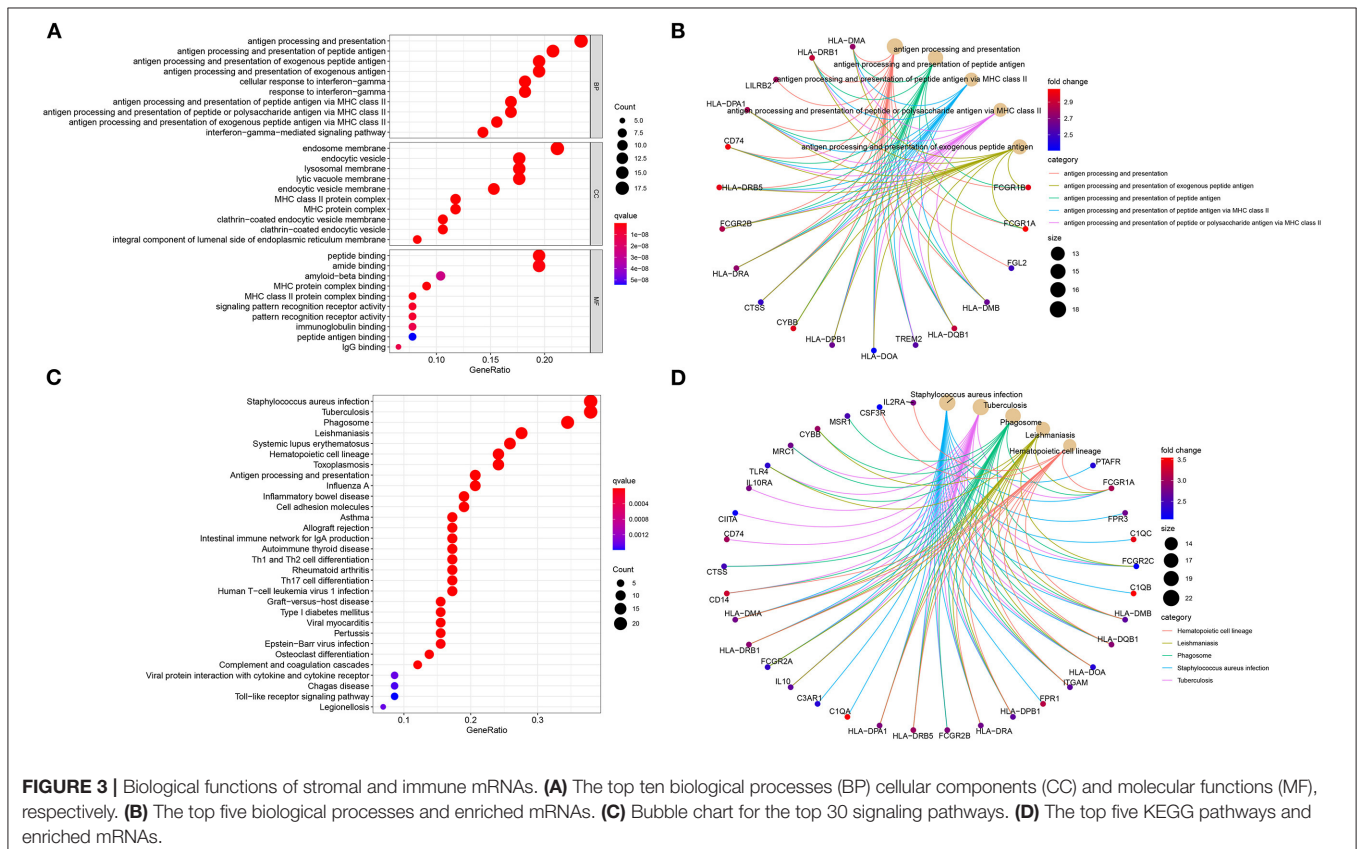 A
antigen processing and presentation
antigen processing and presentation of peptide antigen
antigen processing and presentation of exogenous peptide antigen
antigen processing and presentation of exogenous antigen
cellular response to interferon−gamma
response to interferon−gamma
antigen processing and presentation of peptide antigen via MHC class II
antigen processing and presentation of peptide or polysaccharide antigen via MHC class II
antigen processing and presentation of exogenous peptide antigen via MHC class II
interferon−gamma−mediated signaling pathway
BP
endosome membrane
endocytic vesicle
lysosomal membrane
lytic vacuole membrane
endocytic vesicle membrane
MHC class II protein complex
MHC protein complex
clathrin−coated endocytic vesicle membrane
clathrin−coated endocytic vesicle
integral component of lumenal side of endoplasmic reticulum membrane
CC
peptide binding
amide binding
amyloid−beta binding
MHC protein complex binding
MHC class II protein complex binding
signaling pattern recognition receptor activity
pattern recognition receptor activity
immunoglobulin binding
peptide antigen binding
IgG binding
MF
0.10 0.15 0.20
GeneRatio
Count
5.0
7.5
10.0
12.5
15.0
17.5
qvalue
1e−08
2e−08
3e−08
4e−08
5e−08
B
antigen processing and presentation
antigen processing and presentation of peptide antigen
antigen processing and presentation of peptide antigen via MHC class II
antigen processing and presentation of peptide or polysaccharide antigen via MHC class II
antigen processing and presentation of exogenous peptide antigen
HLA−DMA
HLA−DRB1
LILRB2
HLA−DPA1
CD74
HLA−DRB5
FCGR2B
HLA−DRA
CTSS
CYBB
HLA−DPB1
HLA−DOA
TREM2
HLA−DQB1
HLA−DMB
FGL2
FCGR1A
FCGR1B
fold change
2.9
2.7
2.5
category
antigen processing and presentation
antigen processing and presentation of exogenous peptide antigen
antigen processing and presentation of peptide antigen
antigen processing and presentation of peptide antigen via MHC class II
antigen processing and presentation of peptide or polysaccharide antigen via MHC class II
size
13
15
16
18
C
Staphylococcus aureus infection
Tuberculosis
Phagosome
Leishmaniasis
Systemic lupus erythematosus
Hematopoietic cell lineage
Toxoplasmosis
Antigen processing and presentation
Influenza A
Inflammatory bowel disease
Cell adhesion molecules
Asthma
Allograft rejection
Intestinal immune network for IgA production
Autoimmune thyroid disease
Th1 and Th2 cell differentiation
Rheumatoid arthritis
Th17 cell differentiation
Human T−cell leukemia virus 1 infection
Graft−versus−host disease
Type I diabetes mellitus
Viral myocarditis
Pertussis
Epstein−Barr virus infection
Osteoclast differentiation
Complement and coagulation cascades
Viral protein interaction with cytokine and cytokine receptor
Chagas disease
Toll−like receptor signaling pathway
Legionellosis
0.1 0.2 0.3
GeneRatio
qvalue
0.0004
0.0008
0.0012
Count
5
10
15
20
D
Staphylococcus aureus infection
Tuberculosis
Phagosome
Leishmaniasis
Hematopoietic cell lineage
IL2RA
CSF3R
MSR1
CYBB
MRC1
TLR4
IL10RA
CIITA
CD74
CTSS
CD14
HLA−DMA
HLA−DRB1
FCGR2A
IL10
C3AR1
C1QA
HLA−DPA1
HLA−DRB5
FCGR2B
HLA−DRA
HLA−DPB1
FPR1
ITGAM
HLA−DOA
HLA−DQB1
HLA−DMB
C1QB
FCGR2C
C1QC
FPR3
FCGR1A
PTAFR
fold change
3.5
3.0
2.5
size
14
17
19
22
category
Hematopoietic cell lineage
Leishmaniasis
Phagosome
Staphylococcus aureus infection
Tuberculosis
FIGURE 3 | Biological functions of stromal and immune mRNAs. (A) The top ten biological processes (BP) cellular components (CC) and molecular functions (MF),
respectively. (B) The top five biological processes and enriched mRNAs. (C) Bubble chart for the top 30 signaling pathways. (D) The top five KEGG pathways and
enriched mRNAs.